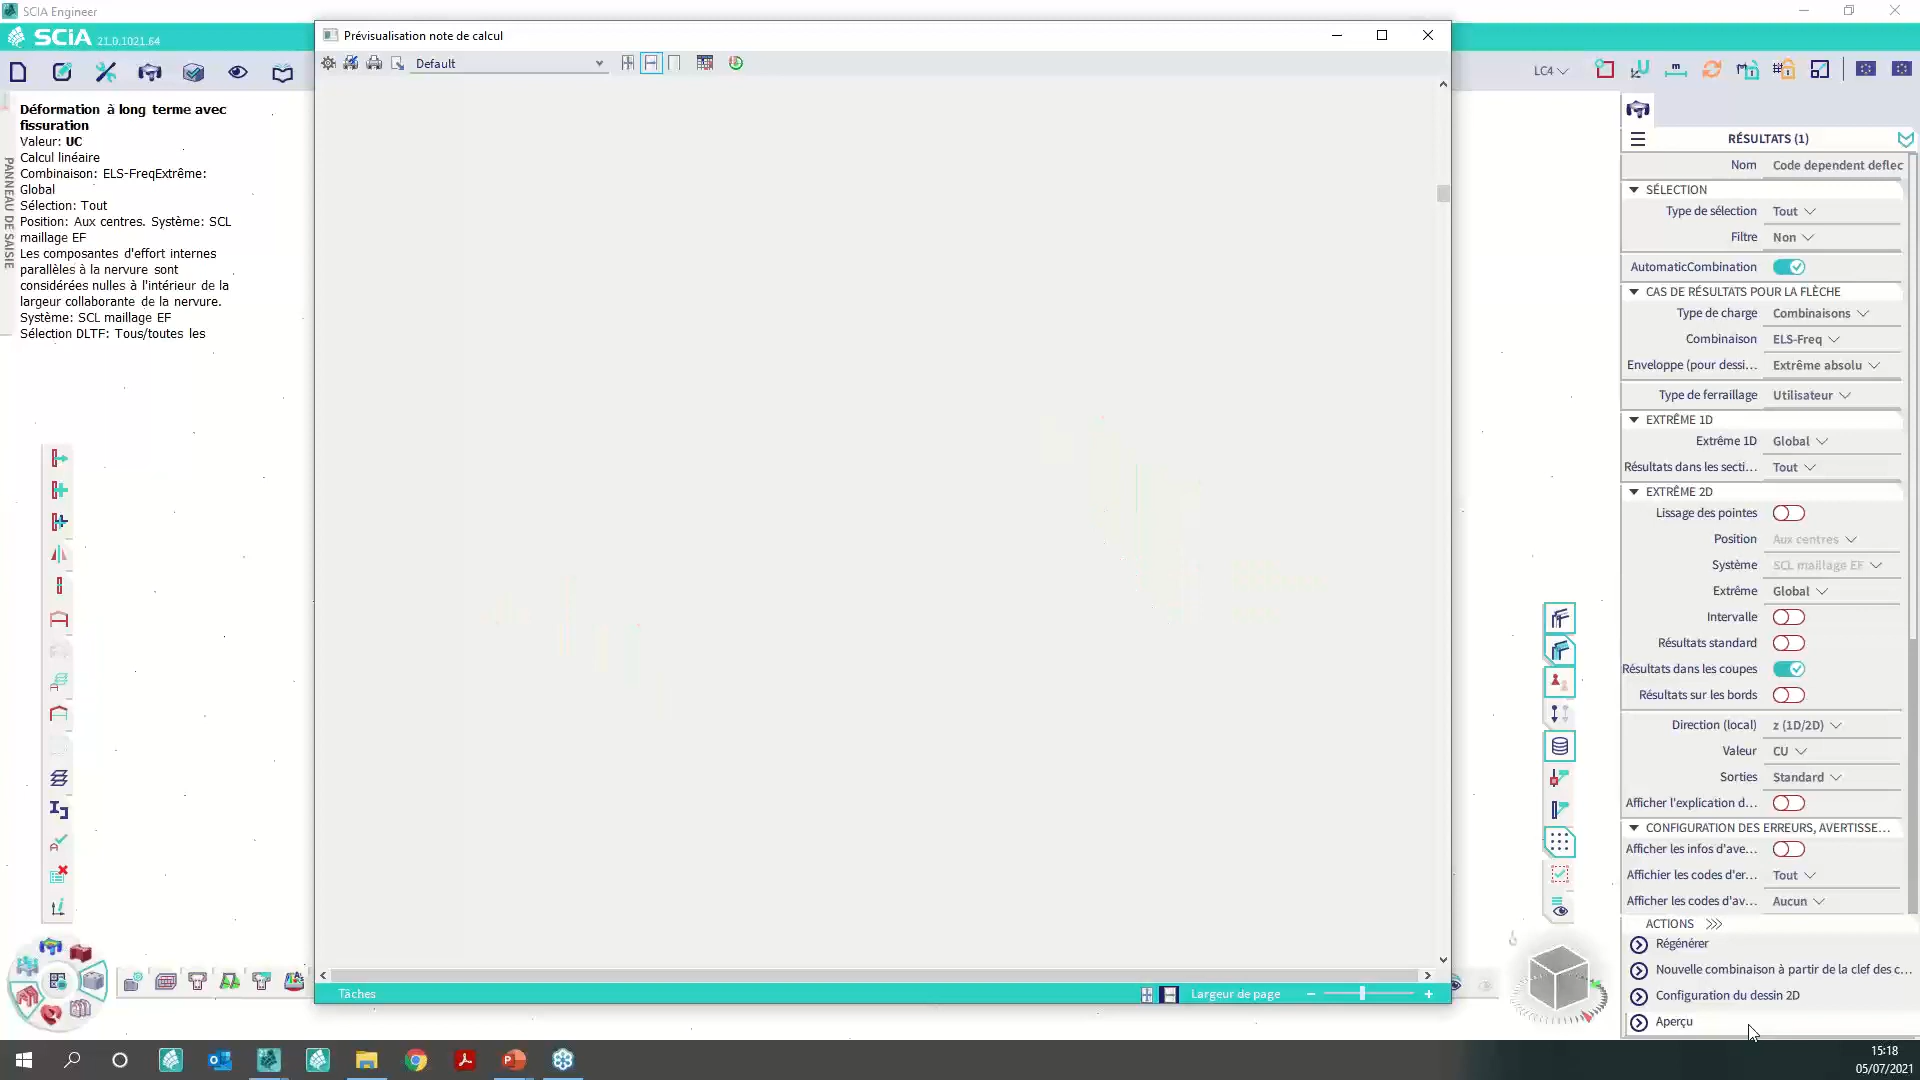 SCIA Engineer
SCIA 21.0.1021.64
Prévisualisation note de calcul
Default
LC4
Déformation à long terme avec
fissuration
Valeur: UC
Calcul linéaire
Combinaison: ELS-FreqExtrême:
Global
Sélection: Tout
Position: Aux centres. Système: SCL
maillage EF
Les composantes d'effort internes
parallèles à la nervure sont
considérées nulles à l'intérieur de la
largeur collaborante de la nervure.
Système: SCL maillage EF
Sélection DLTF: Tous/toutes les
PANNEAU DE SAISIE
RÉSULTATS (1)
Nom Code dependent deflec
SÉLECTION
Type de sélection Tout
Filtre Non
AutomaticCombination
CAS DE RÉSULTATS POUR LA FLÈCHE
Type de charge Combinaisons
Combinaison ELS-Freq
Enveloppe (pour dessi... Extrême absolu
Type de ferraillage Utilisateur
EXTRÊME 1D
Extrême 1D Global
Résultats dans les secti... Tout
EXTRÊME 2D
Lissage des pointes
Position Aux centres
Système SCL maillage EF
Extrême Global
Intervalle
Résultats standard
Résultats dans les coupes
Résultats sur les bords
Direction (local) z (1D/2D)
Valeur CU
Sorties Standard
Afficher l'explication d...
CONFIGURATION DES ERREURS, AVERTISSE...
Afficher les infos d'ave...
Affichier les codes d'er... Tout
Afficher les codes d'av... Aucun
ACTIONS >>>
Régénérer
Nouvelle combinaison à partir de la clef des c...
Configuration du dessin 2D
Aperçu
Tâches
Largeur de page
15:18
05/07/2021